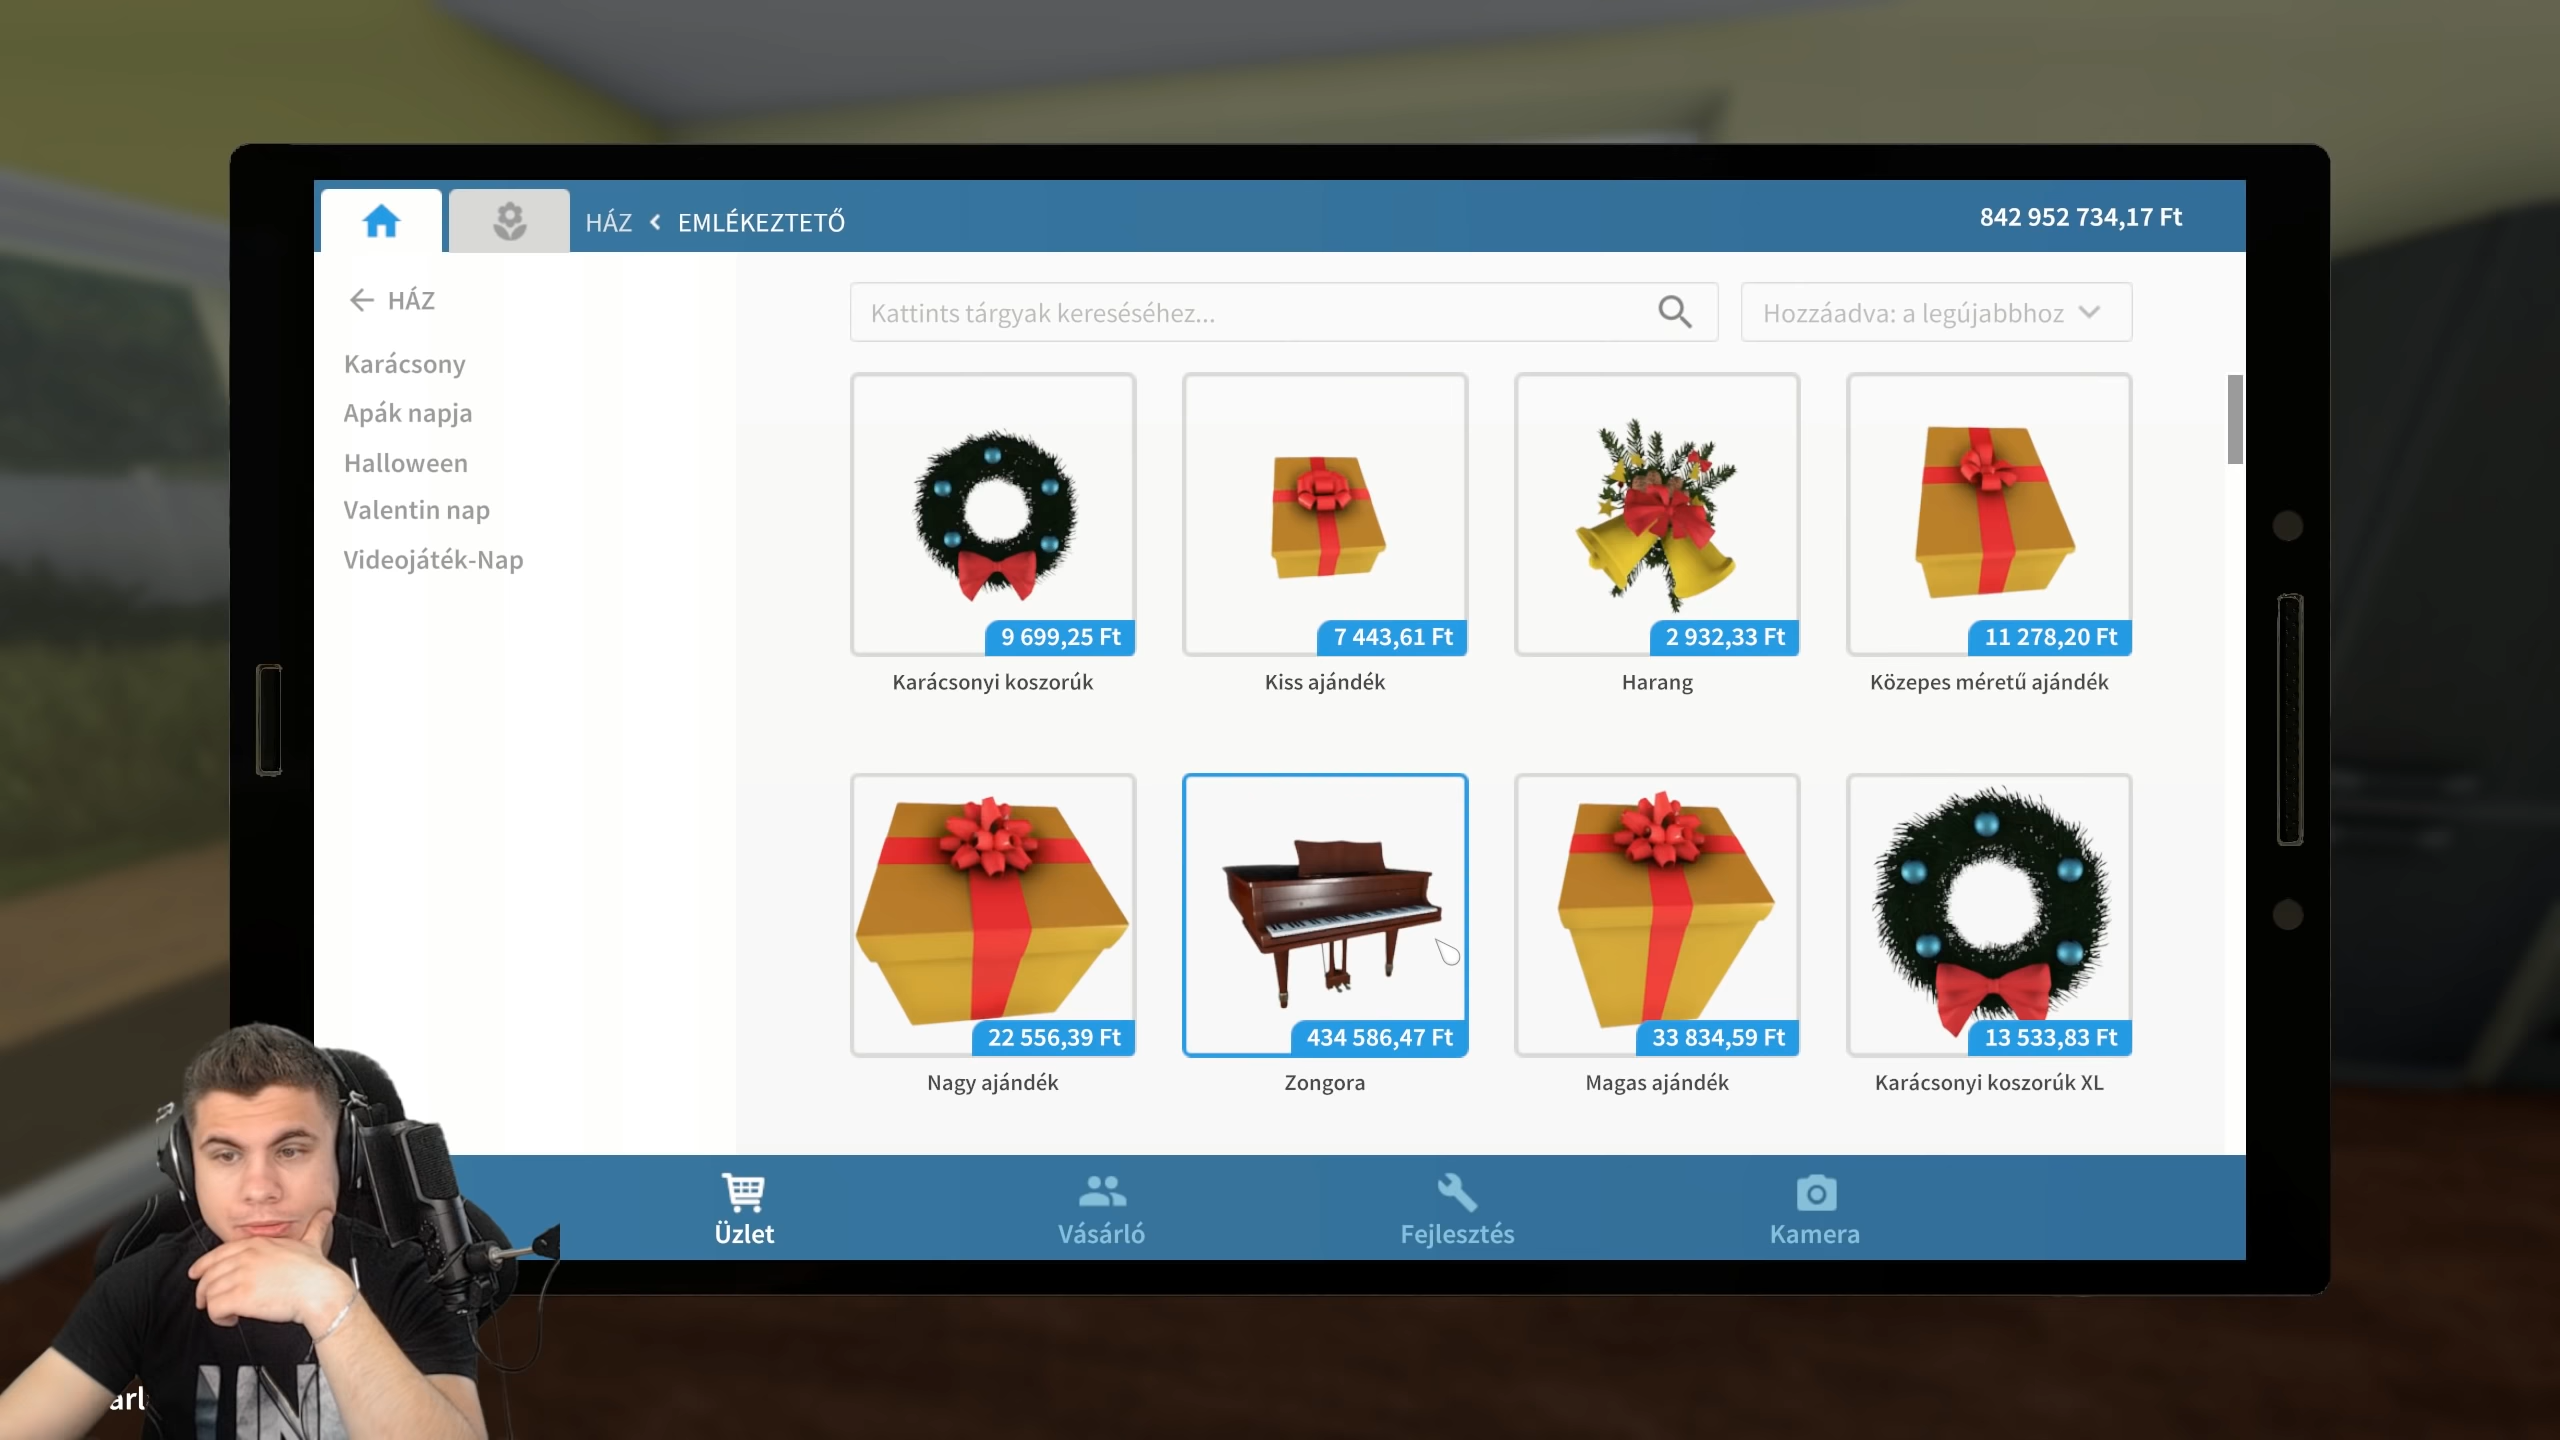 HÁZ < EMLÉKEZTETŐ
842 952 734,17 Ft
HÁZ
Karácsony
Apák napja
Halloween
Valentin nap
Videojáték-Nap
Kattints tárgyak kereséséhez...
Hozzáadva: a legújabbhoz
9 699,25 Ft
7 443,61 Ft
2 932,33 Ft
11 278,20 Ft
Karácsonyi koszorúk
Kiss ajándék
Harang
Közepes méretű ajándék
22 556,39 Ft
434 586,47 Ft
33 834,59 Ft
13 533,83 Ft
Nagy ajándék
Zongora
Magas ajándék
Karácsonyi koszorúk XL
Üzlet
Vásárló
Fejlesztés
Kamera